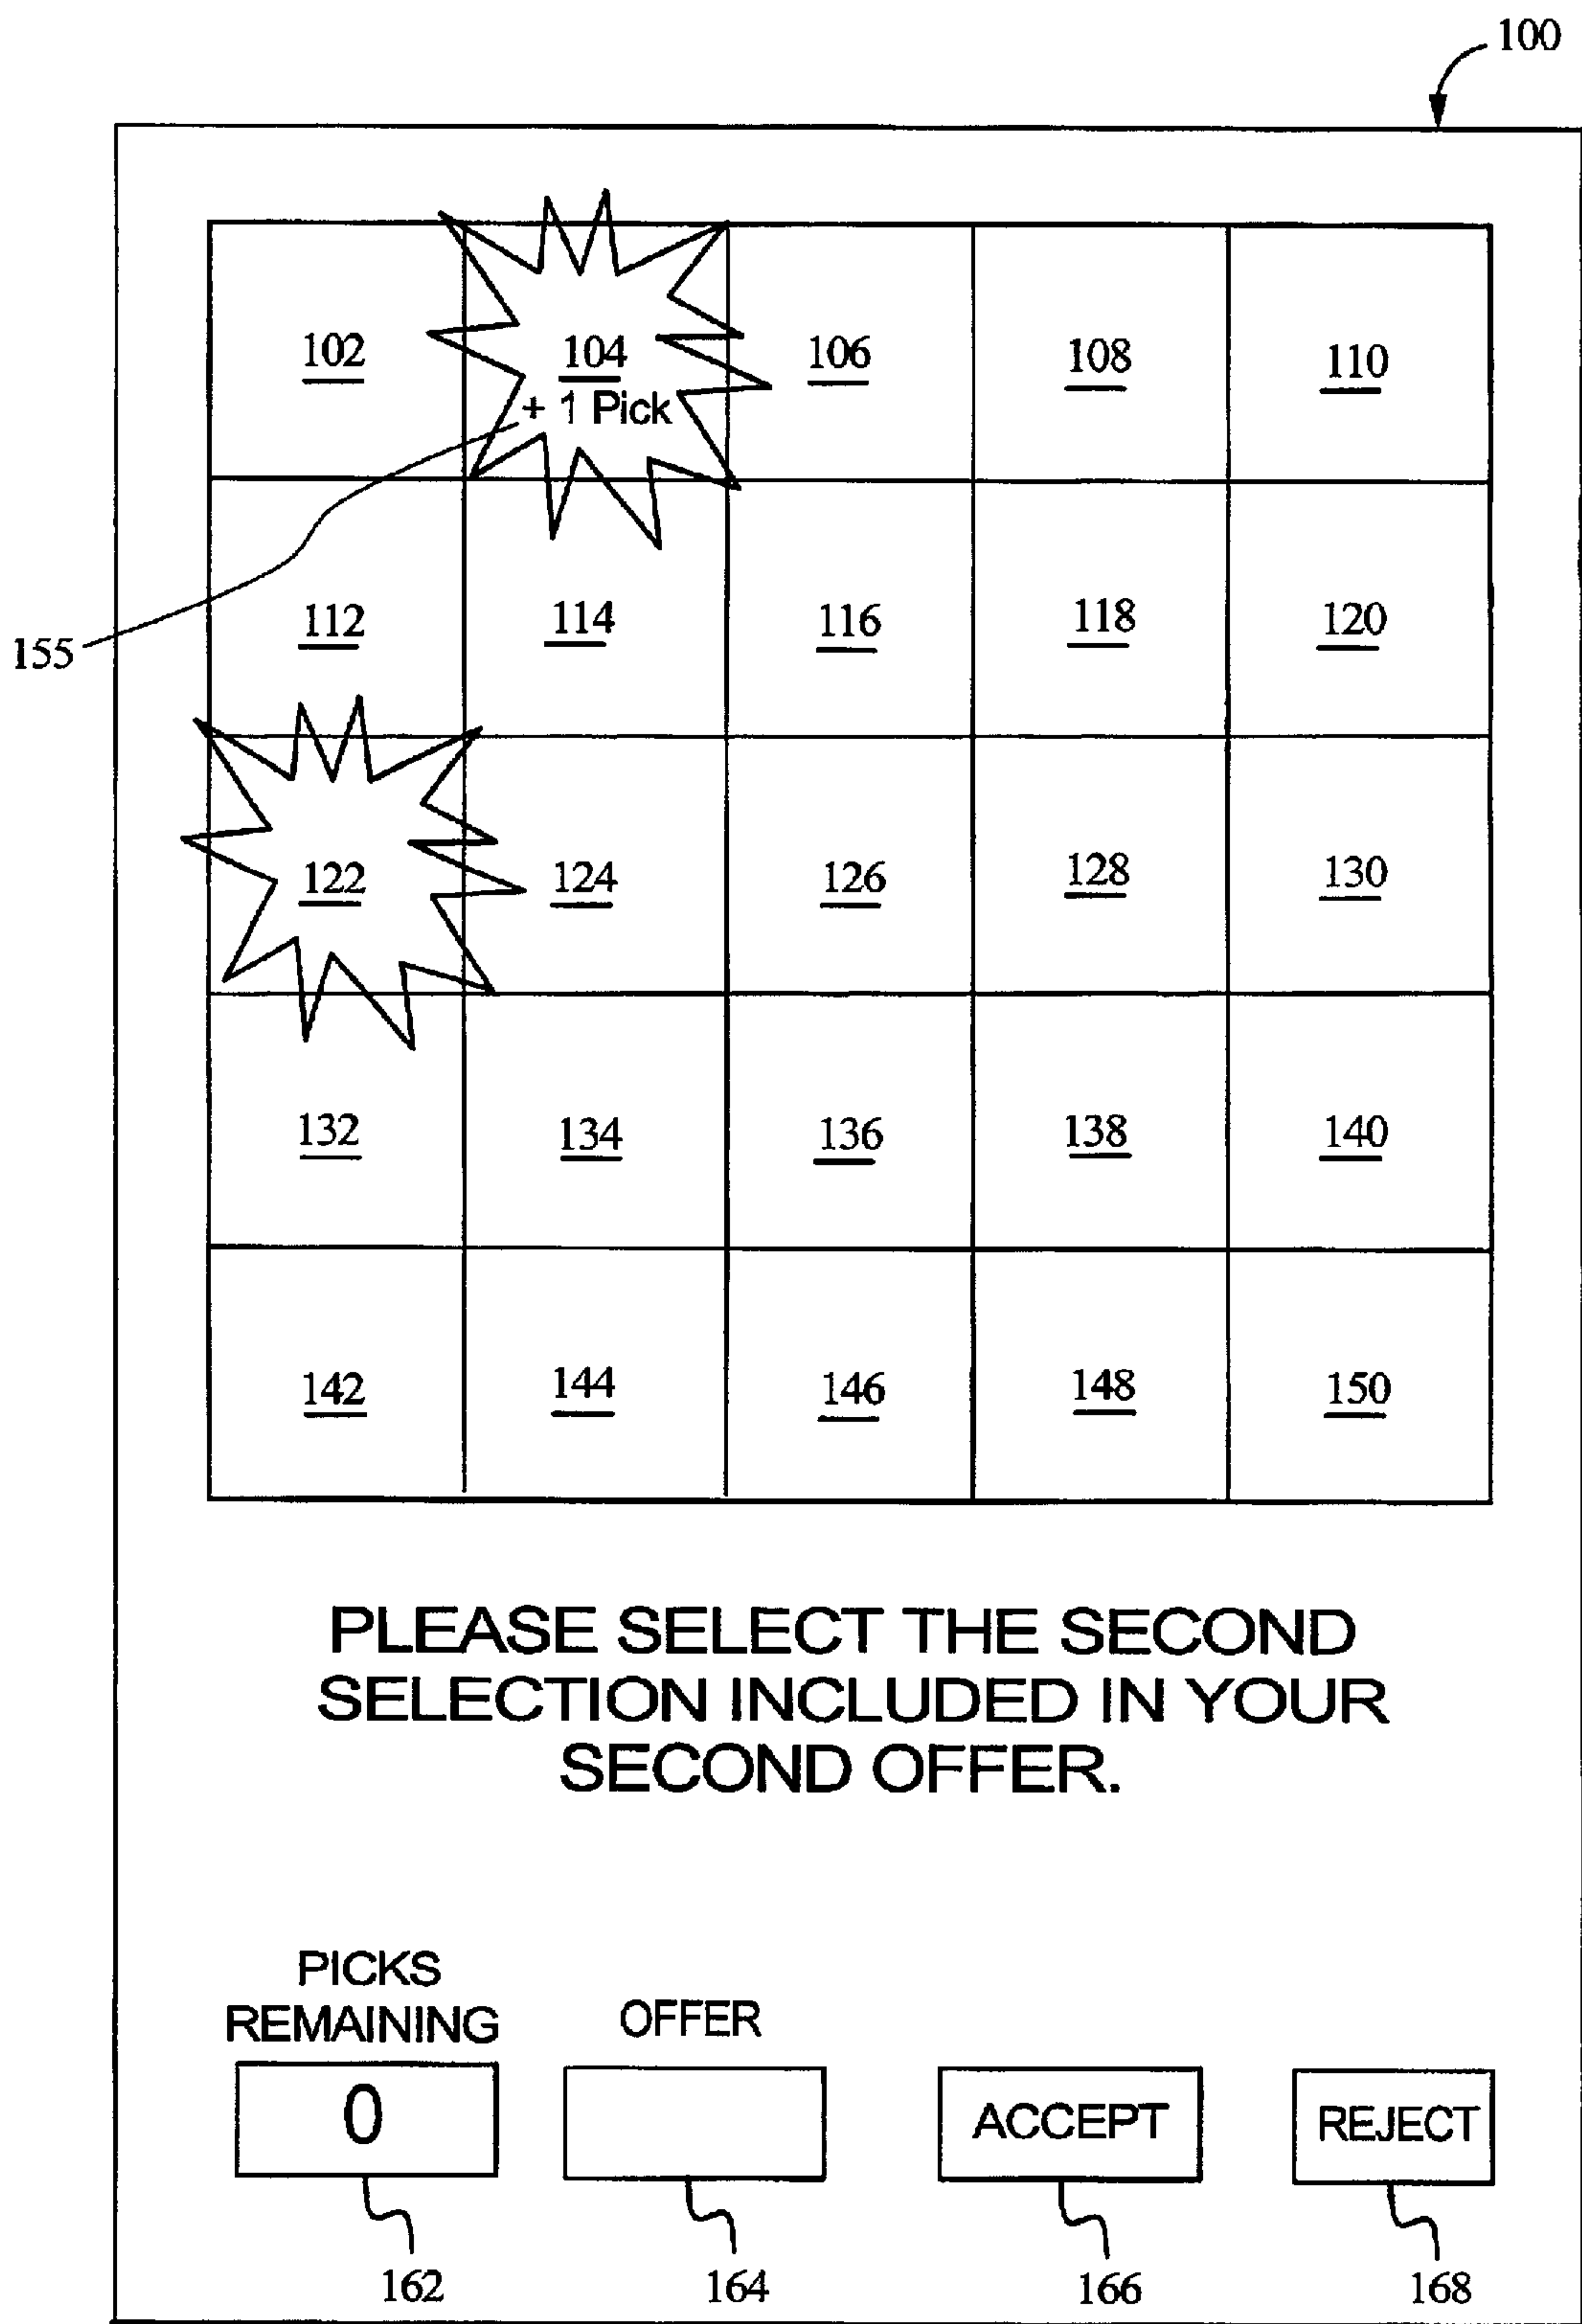 100
102 104 106 108 110
+ 1 Pick
112 114 116 118 120
155
122 124 126 128 130
132 134 136 138 140
142 144 146 148 150
PLEASE SELECT THE SECOND
SELECTION INCLUDED IN YOUR
SECOND OFFER.
PICKS
REMAINING OFFER
0 ACCEPT REJECT
162 164 166 168